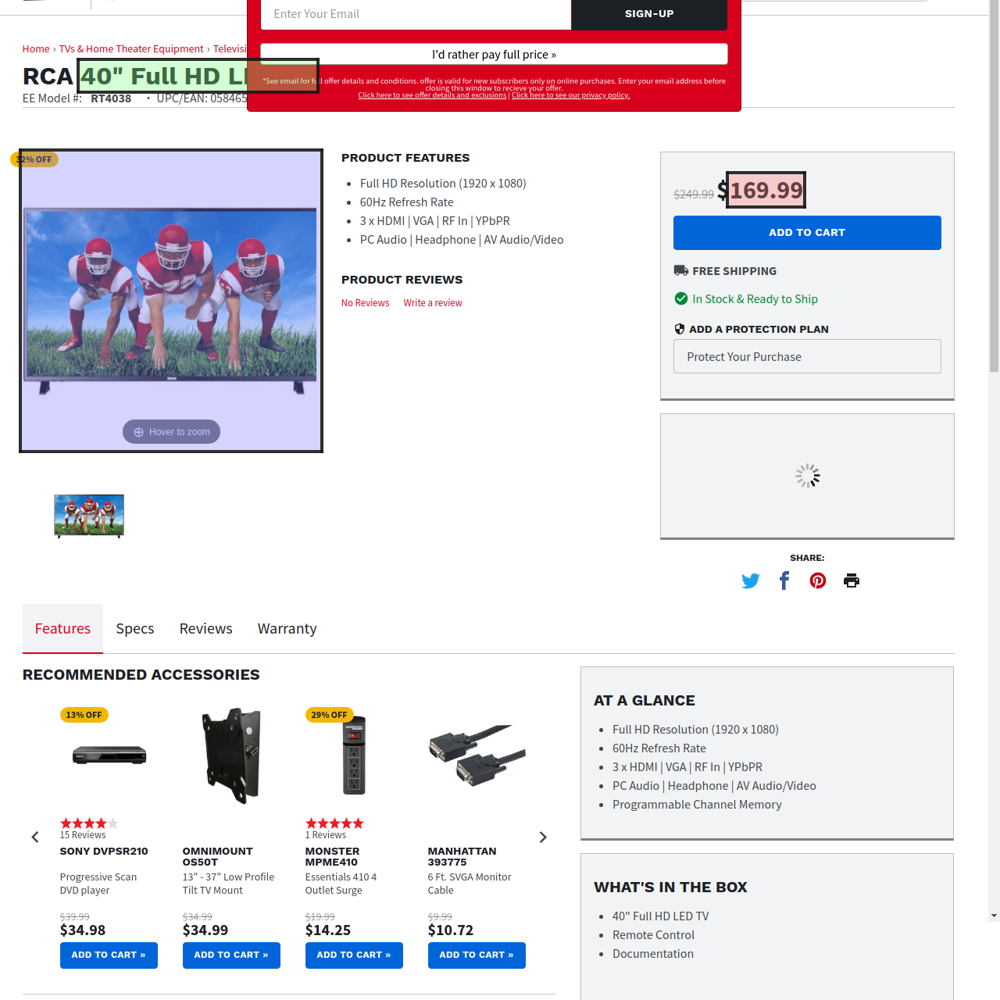 Enter Your Email
SIGN-UP
I'd rather pay full price »
*See email for full offer details and conditions. offer is valid for new subscribers only on online purchases. Enter your email address before
closing this window to recieve your offer.
Click here to see offer details and exclusions | Click here to see our privacy policy.
Home › TVs & Home Theater Equipment ›
RCA 40" Full HD
EE Model #: RT4038 • UPC/EAN: 058465
32% OFF
Hover to zoom
PRODUCT FEATURES
Full HD Resolution (1920 x 1080)
60Hz Refresh Rate
3 x HDMI | VGA | RF In | YPbPR
PC Audio | Headphone | AV Audio/Video
PRODUCT REVIEWS
No Reviews Write a review
$249.99 $169.99
ADD TO CART
FREE SHIPPING
In Stock & Ready to Ship
ADD A PROTECTION PLAN
Protect Your Purchase
SHARE:
Features Specs Reviews Warranty
RECOMMENDED ACCESSORIES
13% OFF
15 Reviews
SONY DVPSR210
Progressive Scan
DVD player
$39.99
$34.98
ADD TO CART »
OMNIMOUNT
OS50T
13" - 37" Low Profile
Tilt TV Mount
$34.99
$34.99
ADD TO CART »
29% OFF
1 Reviews
MONSTER
MPME410
Essentials 410 4
Outlet Surge
$19.99
$14.25
ADD TO CART »
MANHATTAN
393775
6 Ft. SVGA Monitor
Cable
$9.99
$10.72
ADD TO CART »
AT A GLANCE
Full HD Resolution (1920 x 1080)
60Hz Refresh Rate
3 x HDMI | VGA | RF In | YPbPR
PC Audio | Headphone | AV Audio/Video
Programmable Channel Memory
WHAT'S IN THE BOX
40" Full HD LED TV
Remote Control
Documentation